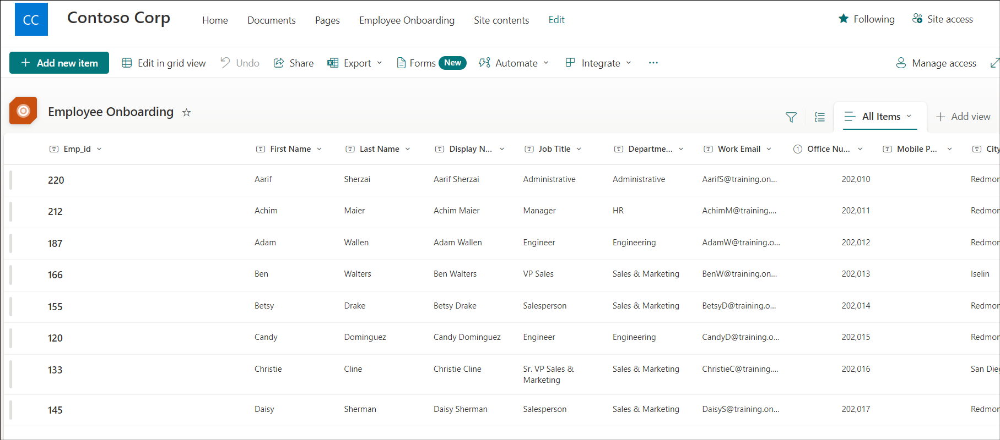 CC
Contoso Corp
Home Documents Pages Employee Onboarding Site contents Edit
Following Site access
Add new item Edit in grid view Undo Share Export Forms New Automate Integrate ... Manage access
Employee Onboarding
All Items Add view
Emp_id First Name Last Name Display N... Job Title Departme... Work Email Office Nu... Mobile P... City
220 Aarif Sherzai Aarif Sherzai Administrative Administrative AarifS@training.on... 202,010 Redmor
212 Achim Maier Achim Maier Manager HR AchimM@training.... 202,011 Redmor
187 Adam Wallen Adam Wallen Engineer Engineering AdamW@training.o... 202,012 Redmor
166 Ben Walters Ben Walters VP Sales Sales & Marketing BenW@training.on... 202,013 Iselin
155 Betsy Drake Betsy Drake Salesperson Sales & Marketing BetsyD@training.o... 202,014 Redmor
120 Candy Dominguez Candy Dominguez Engineer Engineering CandyD@training.o... 202,015 Redmor
133 Christie Cline Christie Cline Sr. VP Sales & Sales & Marketing ChristieC@training.... 202,016 San Dieg
Marketing
145 Daisy Sherman Daisy Sherman Salesperson Sales & Marketing DaisyS@training.on... 202,017 Redmor